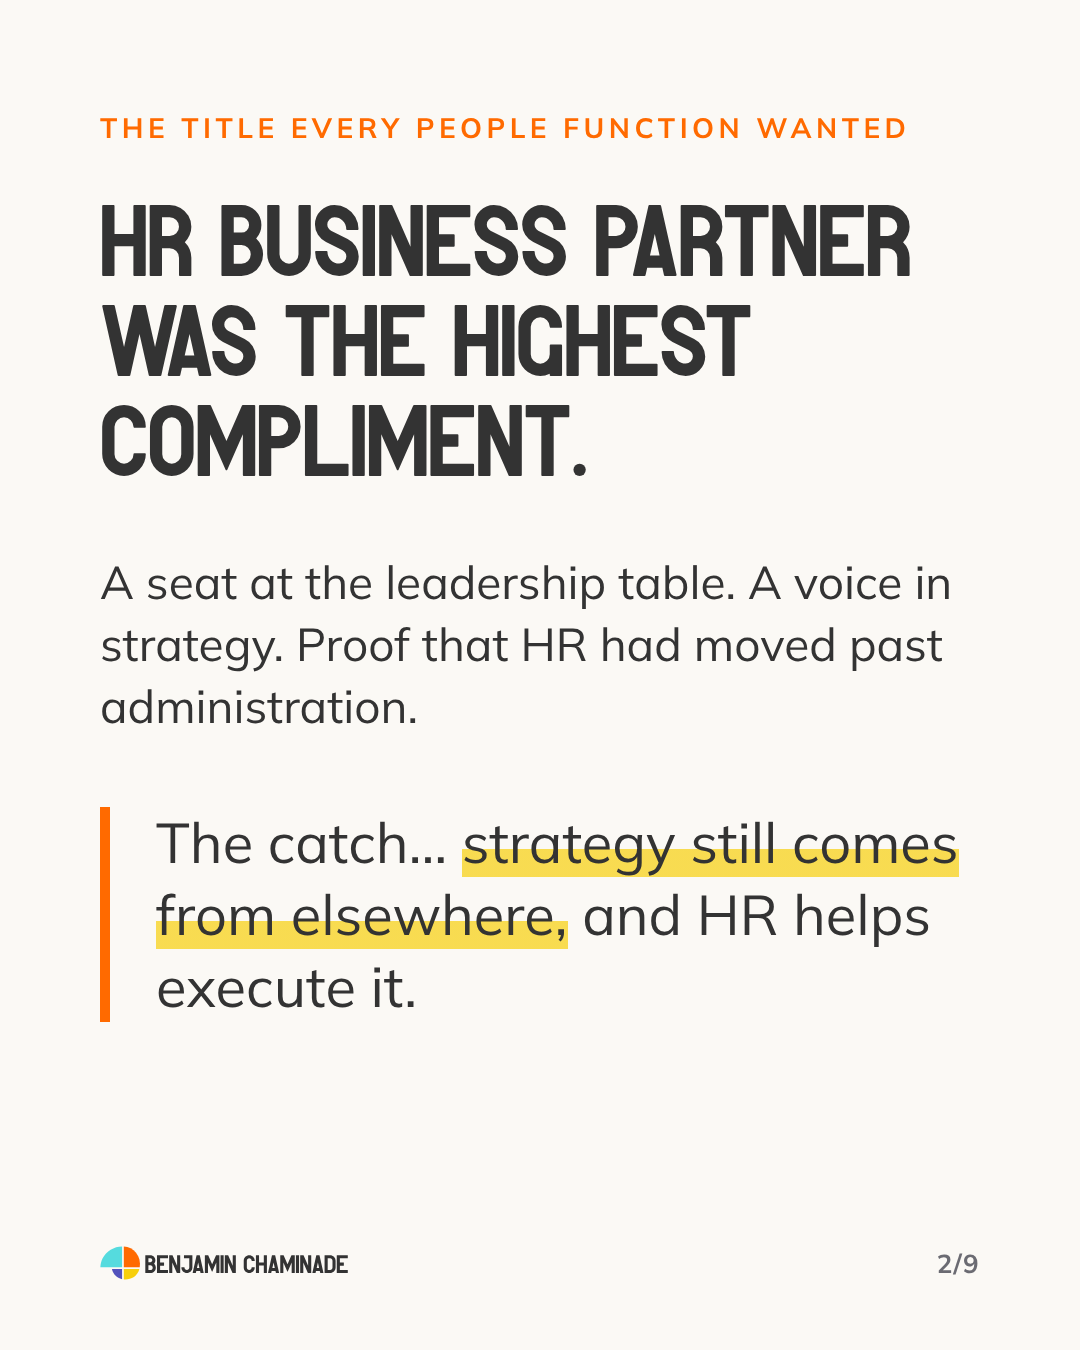 THE TITLE EVERY PEOPLE FUNCTION WANTED
HR BUSINESS PARTNER
WAS THE HIGHEST
COMPLIMENT.
A seat at the leadership table. A voice in
strategy. Proof that HR had moved past
administration.
The catch... strategy still comes
from elsewhere, and HR helps
execute it.
BENJAMIN CHAMINADE
2/9